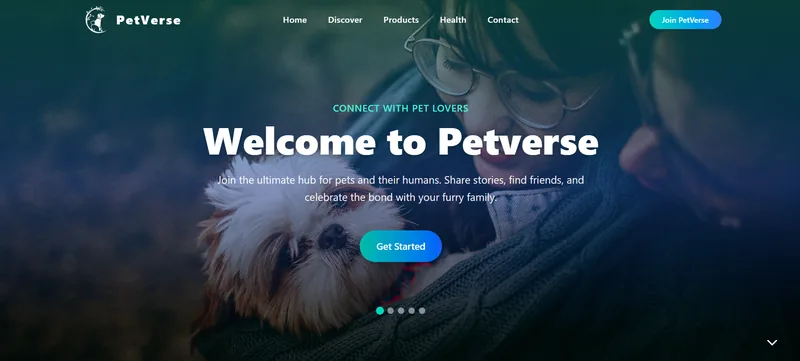 PetVerse
Home Discover Products Health Contact
Join PetVerse
CONNECT WITH PET LOVERS
Welcome to Petverse
Join the ultimate hub for pets and their humans. Share stories, find friends, and
celebrate the bond with your furry family.
Get Started